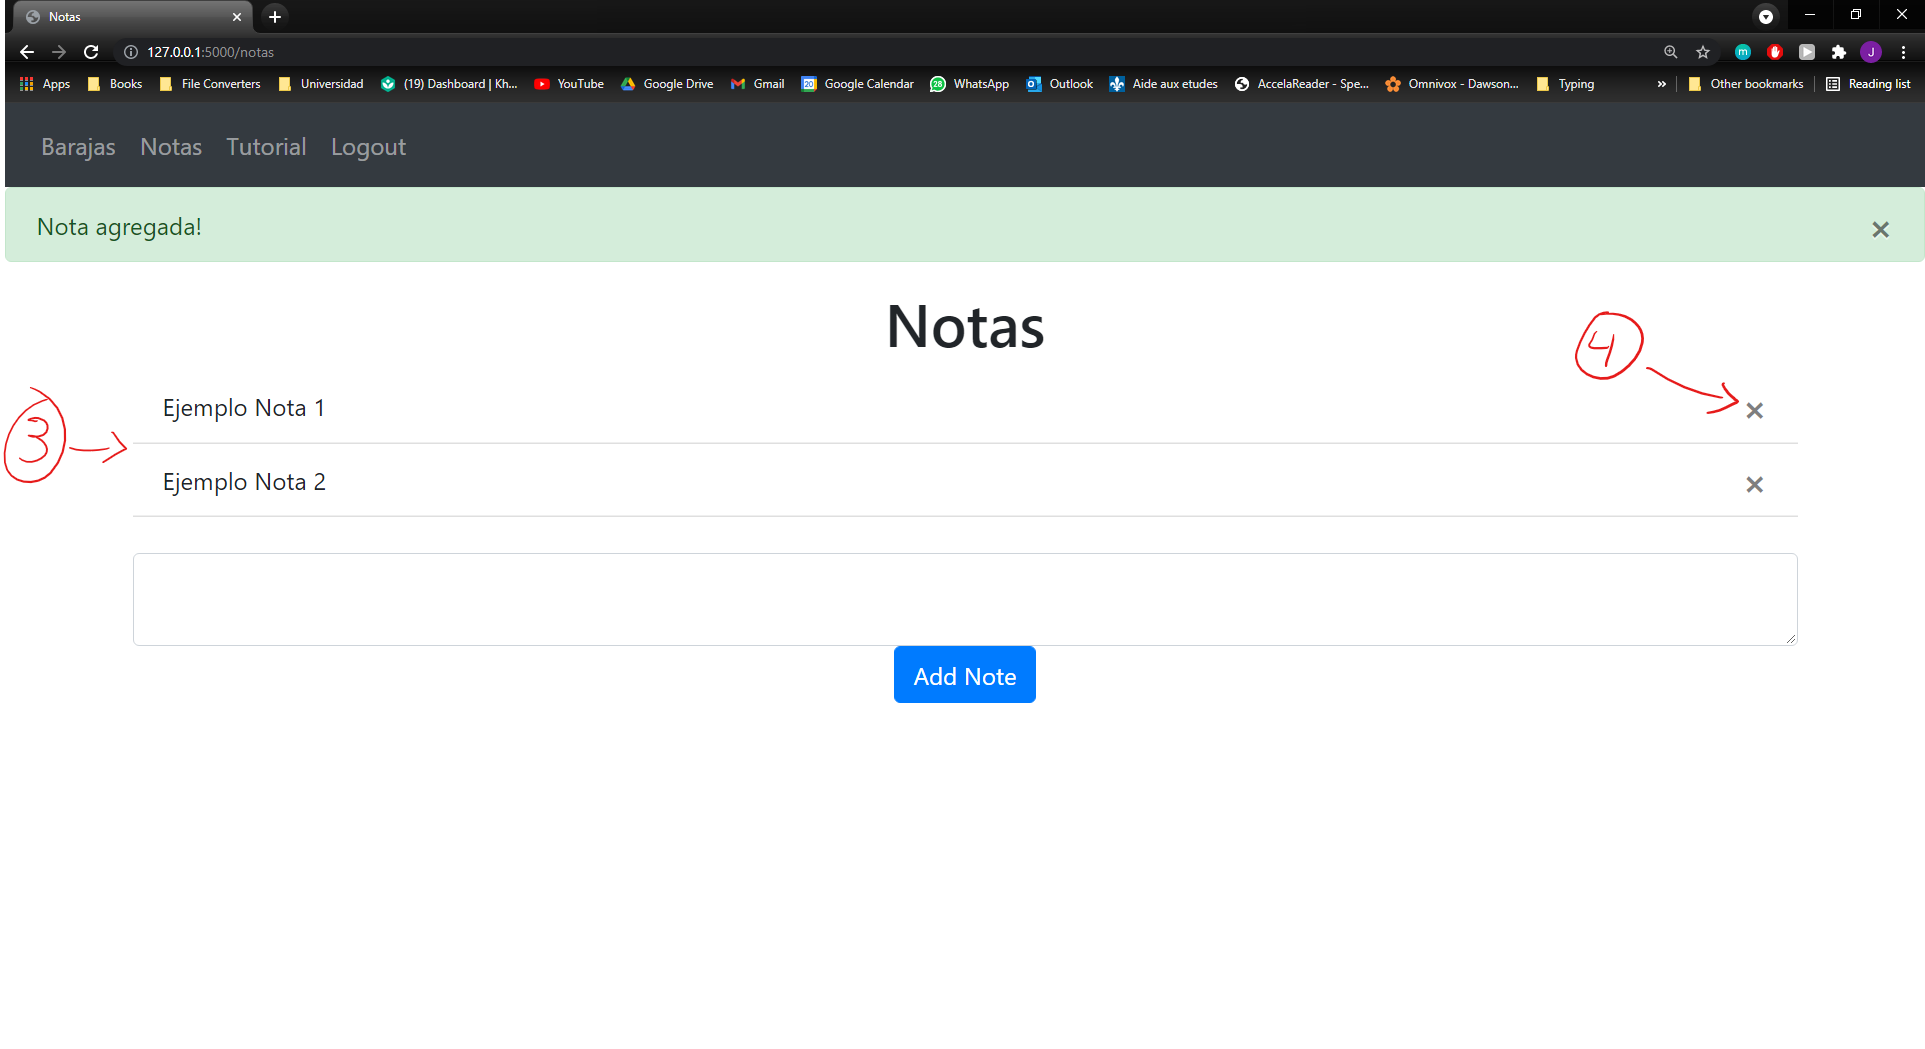 Notas
127.0.0.1:5000/notas
m J
Apps Books File Converters Universidad (19) Dashboard | Kh... YouTube Google Drive Gmail 20 Google Calendar 28 WhatsApp Outlook Aide aux etudes AccelaReader - Spe... Omnivox - Dawson... Typing » Other bookmarks Reading list
Barajas Notas Tutorial Logout
Nota agregada!
Notas
4
Ejemplo Nota 1
3
Ejemplo Nota 2
Add Note